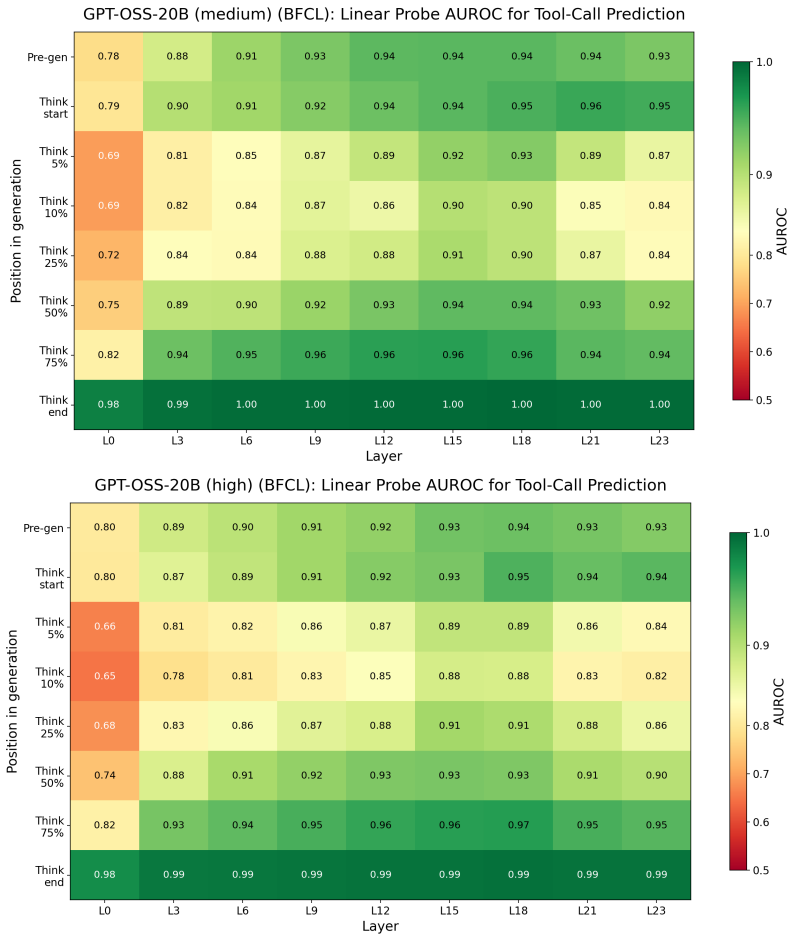 GPT-OSS-20B (medium) (BFCL): Linear Probe AUROC for Tool-Call Prediction
Pre-gen 0.78 0.88 0.91 0.93 0.94 0.94 0.94 0.94 0.93
Think start 0.79 0.90 0.91 0.92 0.94 0.94 0.95 0.96 0.95
Think 5% 0.69 0.81 0.85 0.87 0.89 0.92 0.93 0.89 0.87
Think 10% 0.69 0.82 0.84 0.87 0.86 0.90 0.90 0.85 0.84
Think 25% 0.72 0.84 0.84 0.88 0.88 0.91 0.90 0.87 0.84
Think 50% 0.75 0.89 0.90 0.92 0.93 0.94 0.94 0.93 0.92
Think 75% 0.82 0.94 0.95 0.96 0.96 0.96 0.96 0.94 0.94
Think end 0.98 0.99 1.00 1.00 1.00 1.00 1.00 1.00 1.00
L0 L3 L6 L9 L12 L15 L18 L21 L23
Layer
Position in generation
1.0
0.9
0.8
0.7
0.6
0.5
AUROC
GPT-OSS-20B (high) (BFCL): Linear Probe AUROC for Tool-Call Prediction
Pre-gen 0.80 0.89 0.90 0.91 0.92 0.93 0.94 0.93 0.93
Think start 0.80 0.87 0.89 0.91 0.92 0.93 0.95 0.94 0.94
Think 5% 0.66 0.81 0.82 0.86 0.87 0.89 0.89 0.86 0.84
Think 10% 0.65 0.78 0.81 0.83 0.85 0.88 0.88 0.83 0.82
Think 25% 0.68 0.83 0.86 0.87 0.88 0.91 0.91 0.88 0.86
Think 50% 0.74 0.88 0.91 0.92 0.93 0.93 0.93 0.91 0.90
Think 75% 0.82 0.93 0.94 0.95 0.96 0.96 0.97 0.95 0.95
Think end 0.98 0.99 0.99 0.99 0.99 0.99 0.99 0.99 0.99
L0 L3 L6 L9 L12 L15 L18 L21 L23
Layer
Position in generation
1.0
0.9
0.8
0.7
0.6
0.5
AUROC